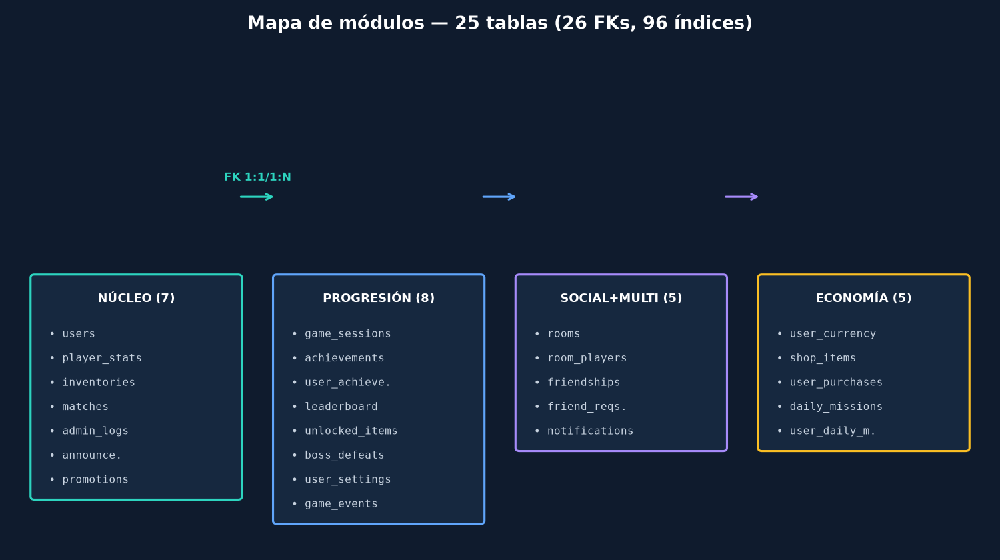 Mapa de módulos — 25 tablas (26 FKs, 96 índices)
FK 1:1/1:N
NÚCLEO (7)
• users
• player_stats
• inventories
• matches
• admin_logs
• announce.
• promotions
PROGRESIÓN (8)
• game_sessions
• achievements
• user_achieve.
• leaderboard
• unlocked_items
• boss_defeats
• user_settings
• game_events
SOCIAL+MULTI (5)
• rooms
• room_players
• friendships
• friend_reqs.
• notifications
ECONOMÍA (5)
• user_currency
• shop_items
• user_purchases
• daily_missions
• user_daily_m.